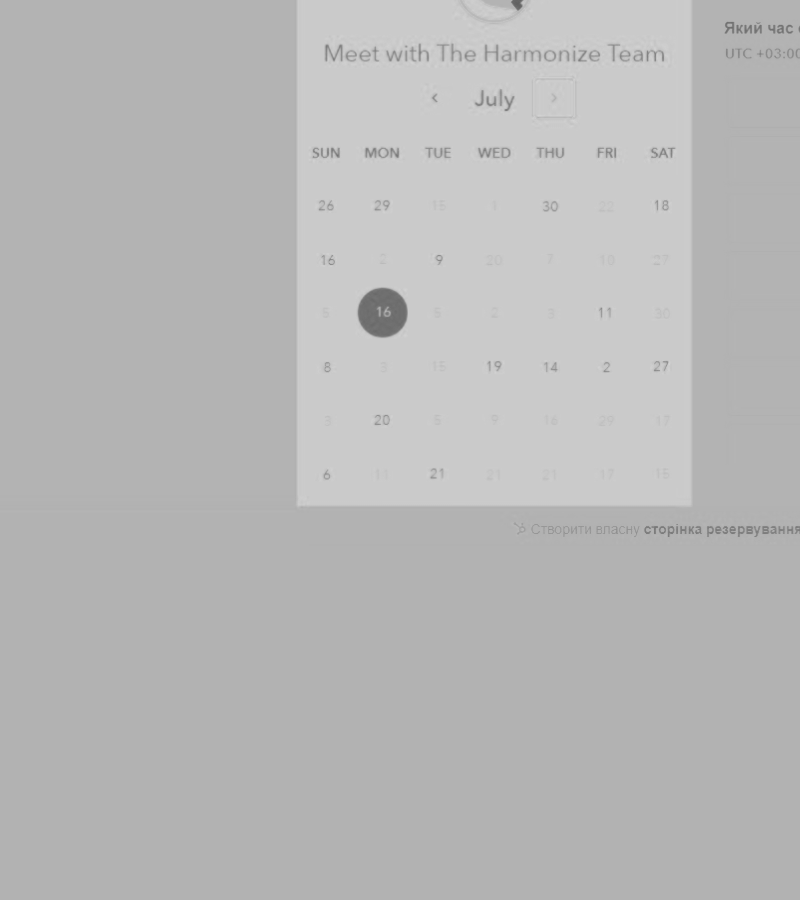 Який час
UTC +03:00
Meet with The Harmonize Team
‹ July ›
SUN MON TUE WED THU FRI SAT
26 29 15 1 30 22 18
16 2 9 20 7 18 27
5 16 6 2 3 11 30
8 3 15 19 14 2 27
3 20 5 9 16 29 17
6 11 21 21 21 17 15
Створити власну сторінка резервування